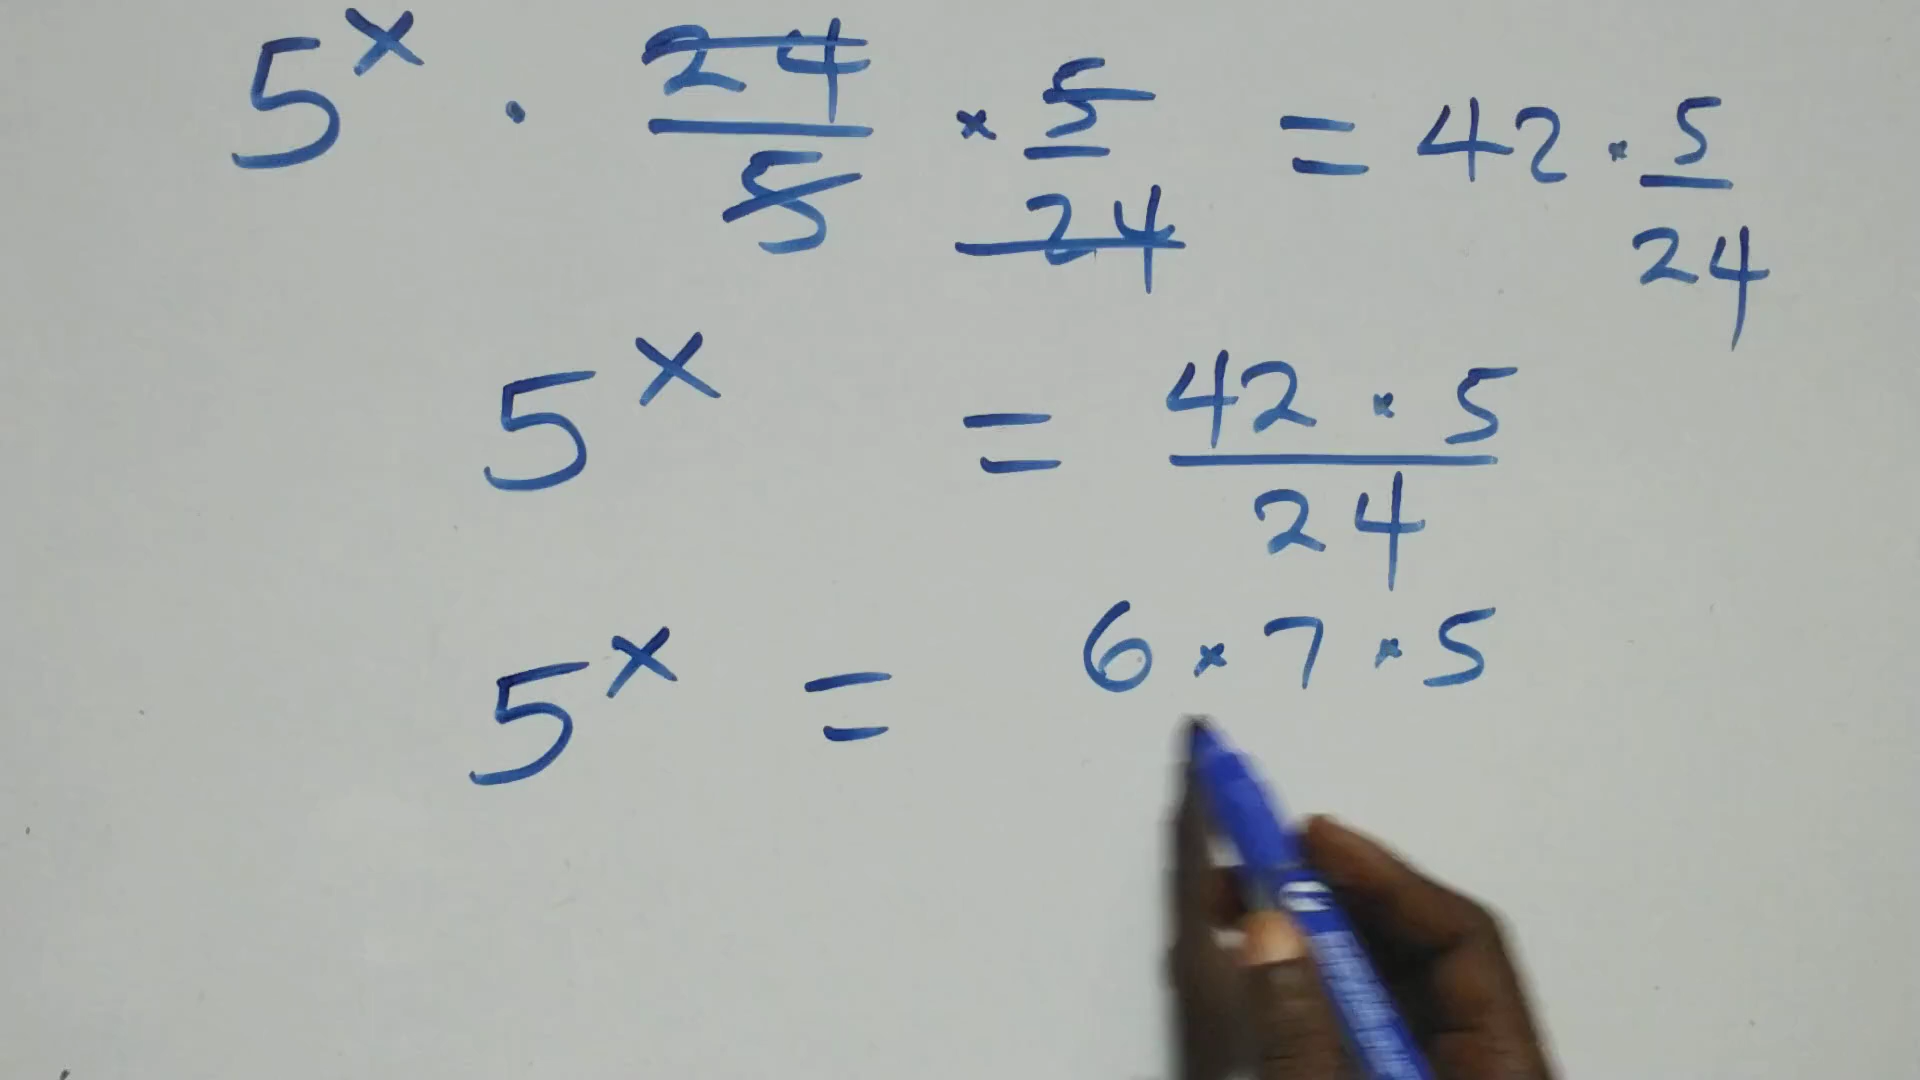 5^x · 24/5 × 5/24 = 42 × 5/24
5^x = 42 × 5/24
5^x = 6 × 7 × 5